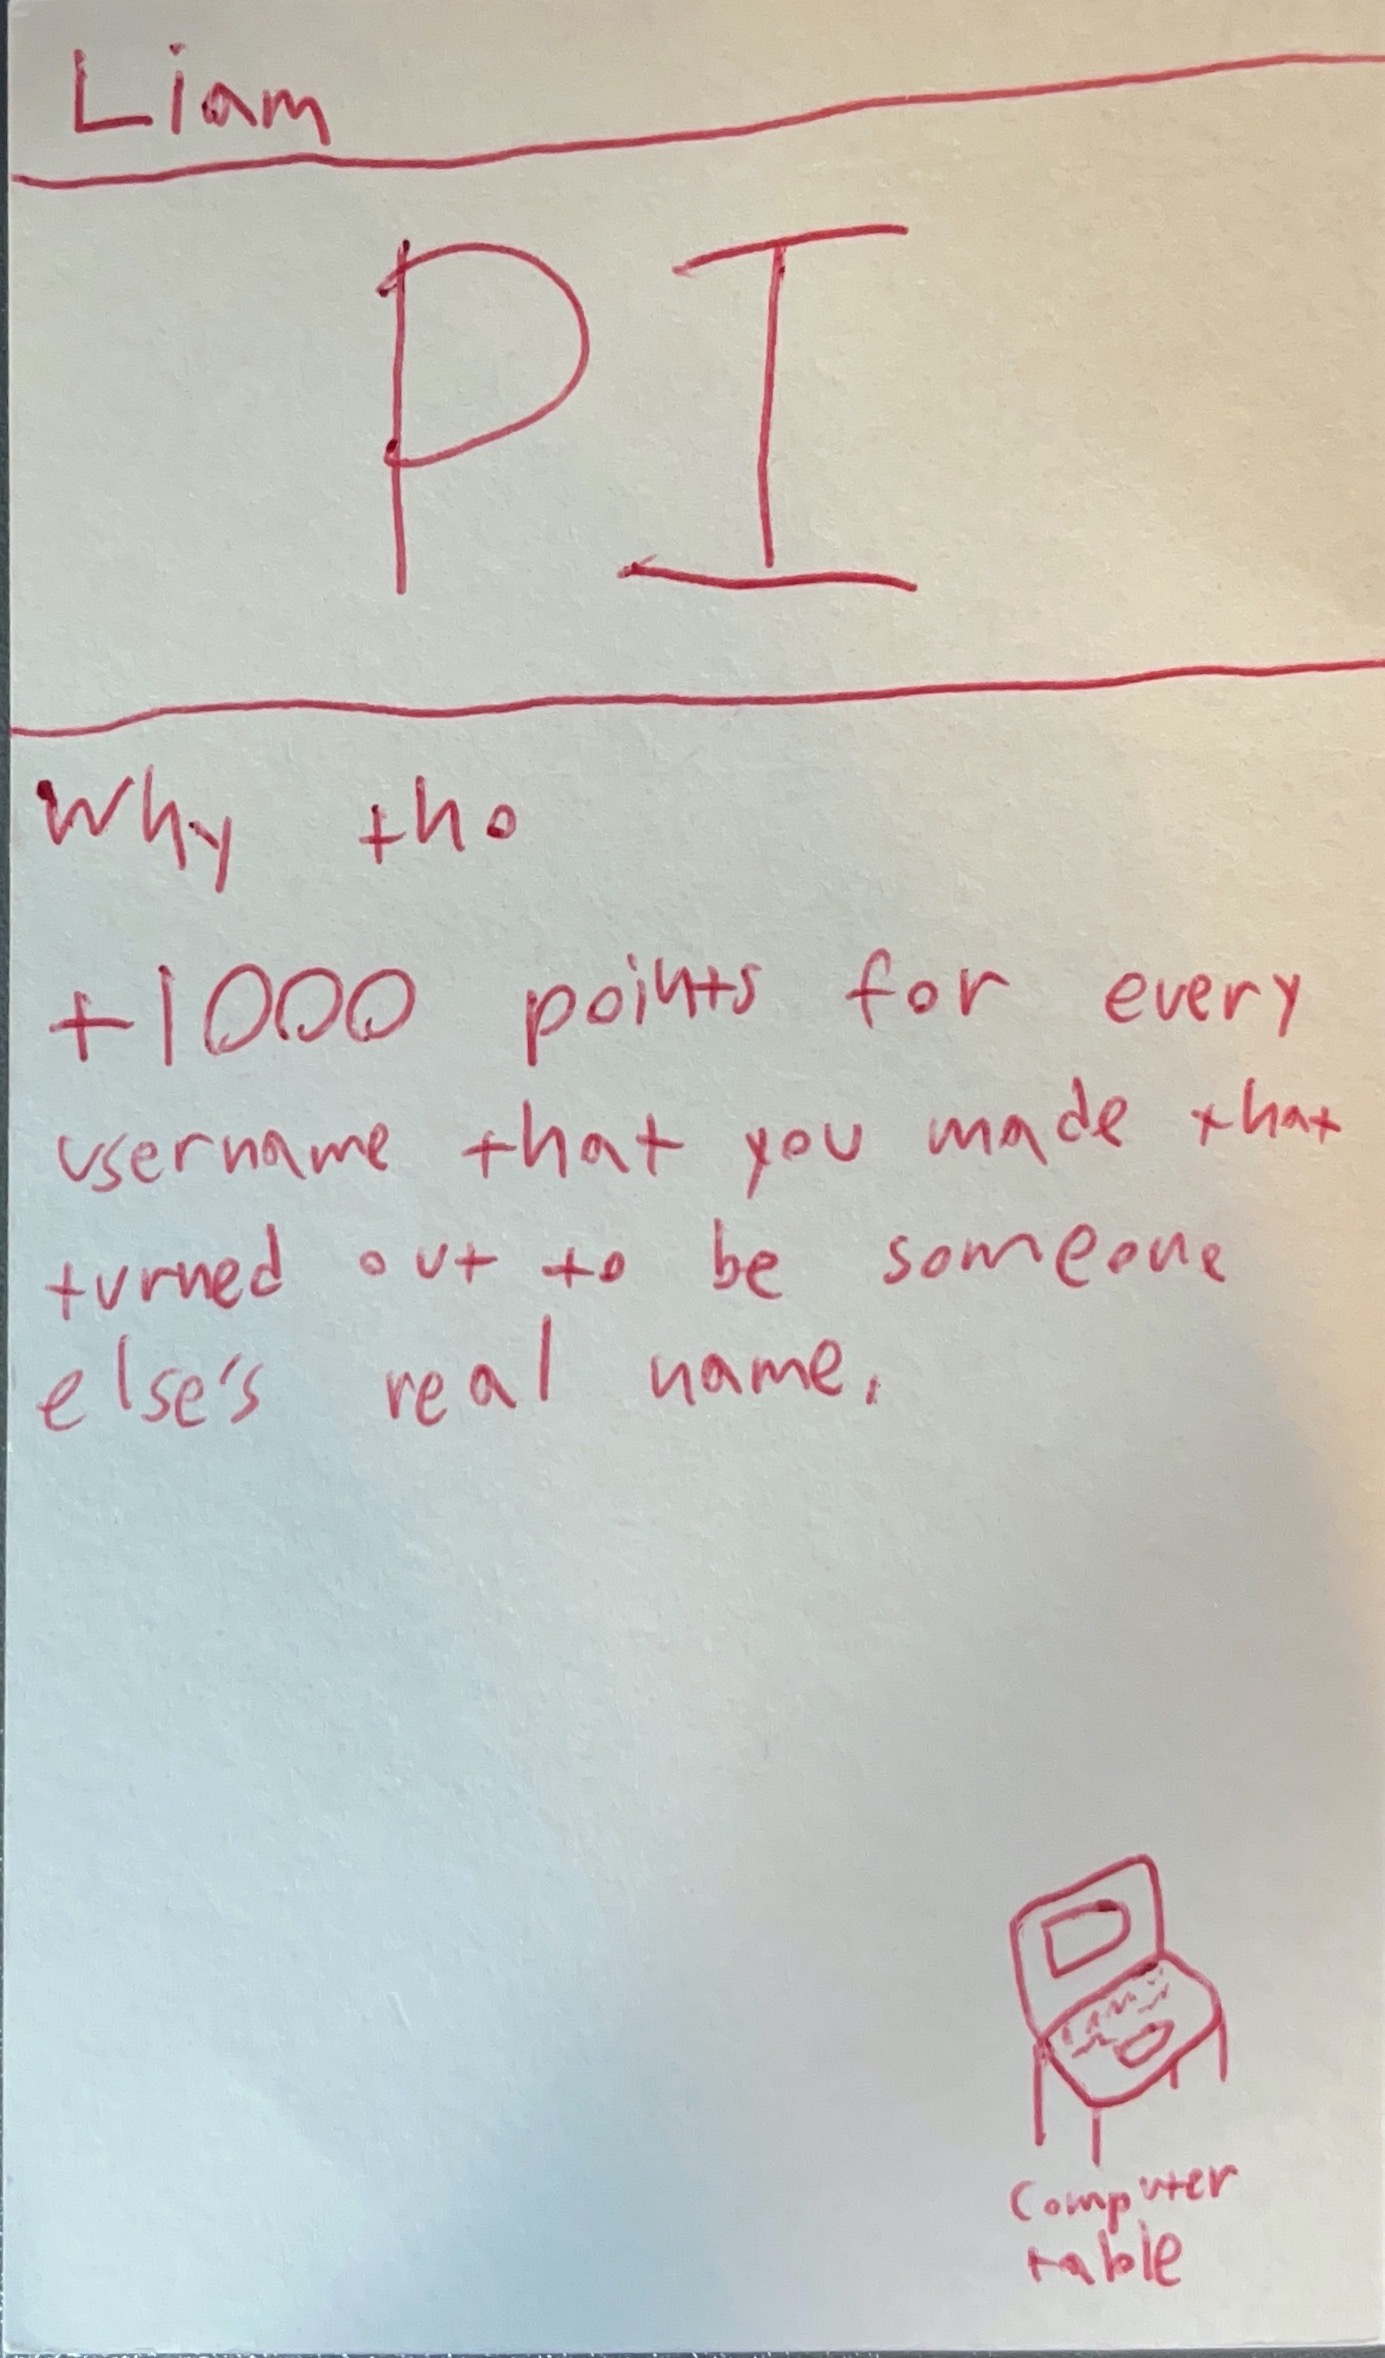 Liam
PI
Why tho
+1000 points for every
username that you made that
turned out to be someone
else's real name.
Computer
table